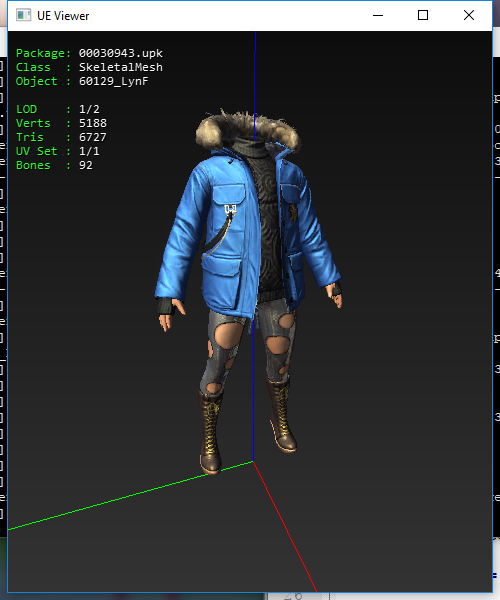 UE Viewer
Package: 00030943.upk
Class  : SkeletalMesh
Object : 60129_LynF
LOD    : 1/2
Verts  : 5188
Tris   : 6727
UV Set : 1/1
Bones  : 92
26